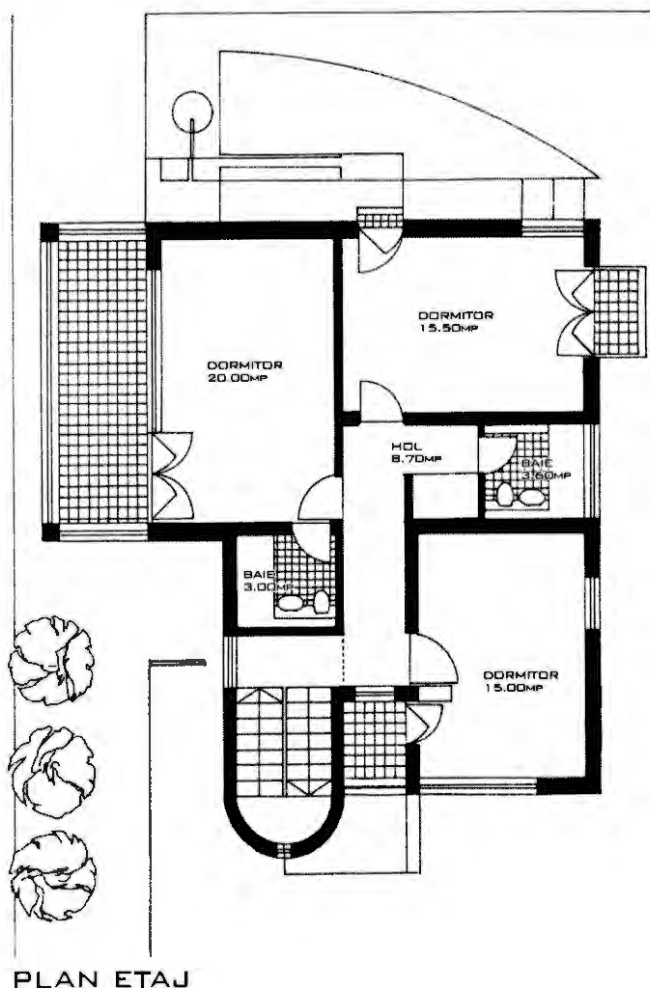 DORMITOR
15.50MP
DORMITOR
20.00MP
HOL
8.70MP
BAIE
3.60MP
BAIE
3.00MP
DORMITOR
15.00MP
PLAN ETAJ